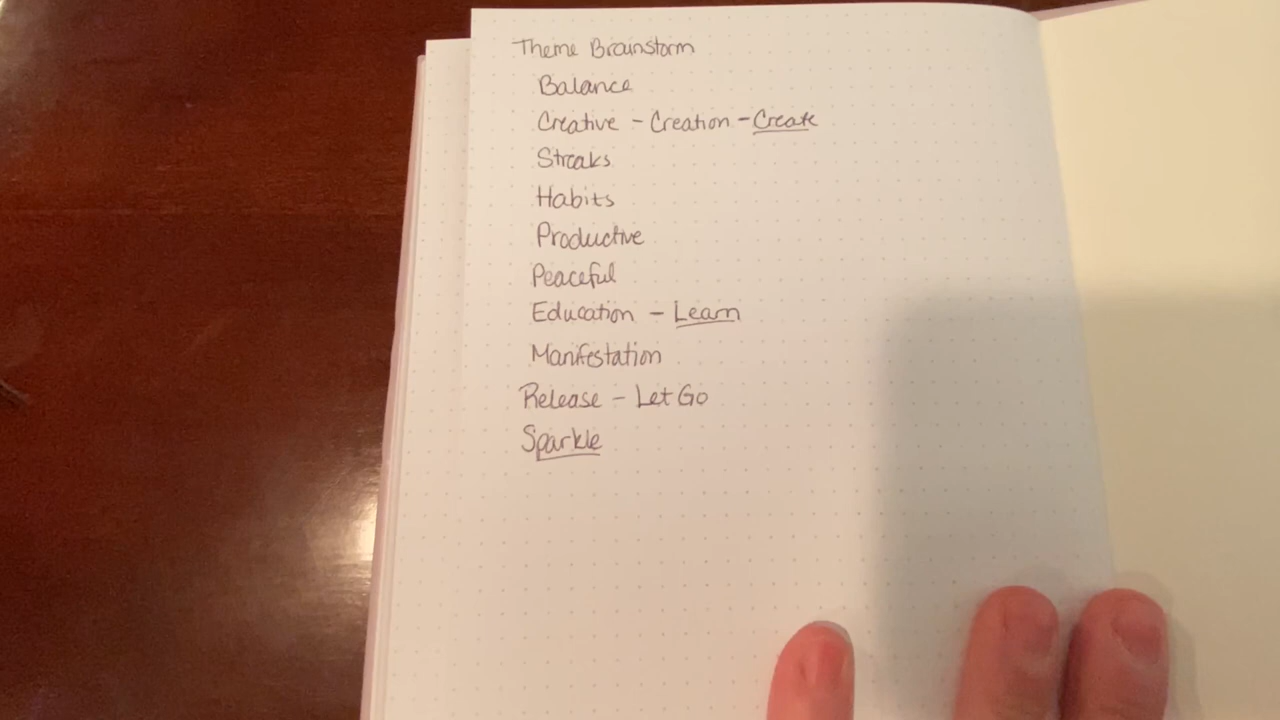 Theme Brainstorm
Balance
Creative - Creation - Create
Streaks
Habits
Productive
Peaceful
Education - Learn
Manifestation
Release - Let Go
Sparkle